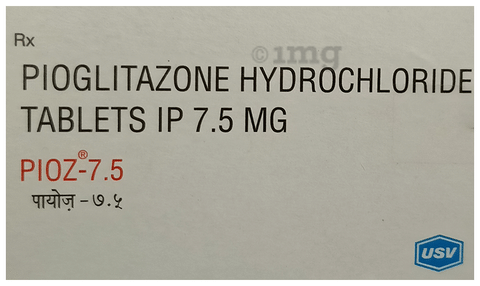 Rx
©1mg
PIOGLITAZONE HYDROCHLORIDE
TABLETS IP 7.5 MG
PIOZ®-7.5
पायोज़ - ७.५
USV